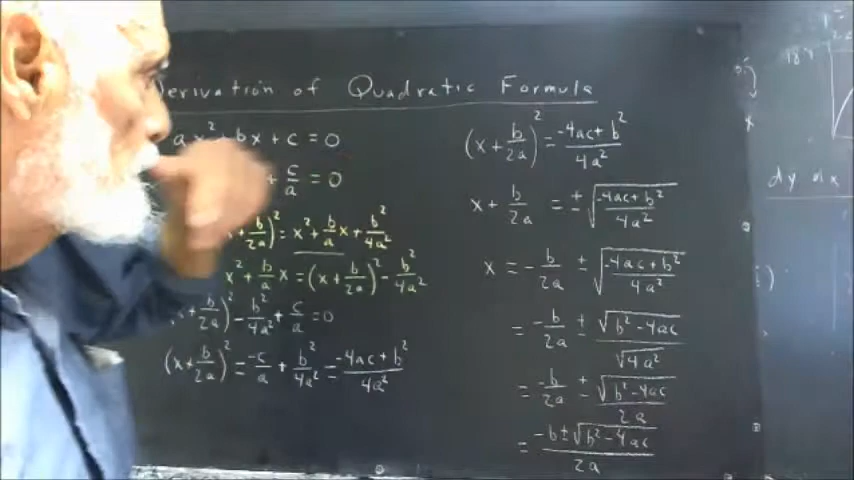 Derivation of Quadratic Formula
ax² + bx + c = 0
+ c/a = 0
+ b/2a)² = x² + b/a x + b²/4a²
x² + b/a x = (x + b/2a)² - b²/4a²
(x + b/2a)² - b²/4a² + c/a = 0
(x + b/2a)² = -c/a + b²/4a² = -4ac + b²/4a²
(x + b/2a)² = -4ac + b²/4a²
x + b/2a = ±√(-4ac + b²/4a²)
x = -b/2a ± √(-4ac + b²/4a²)
= -b/2a ± √(b² - 4ac)/√(4a²)
= -b/2a ± √(b² - 4ac)/2a
= -b ± √(b² - 4ac)/2a
dy dx